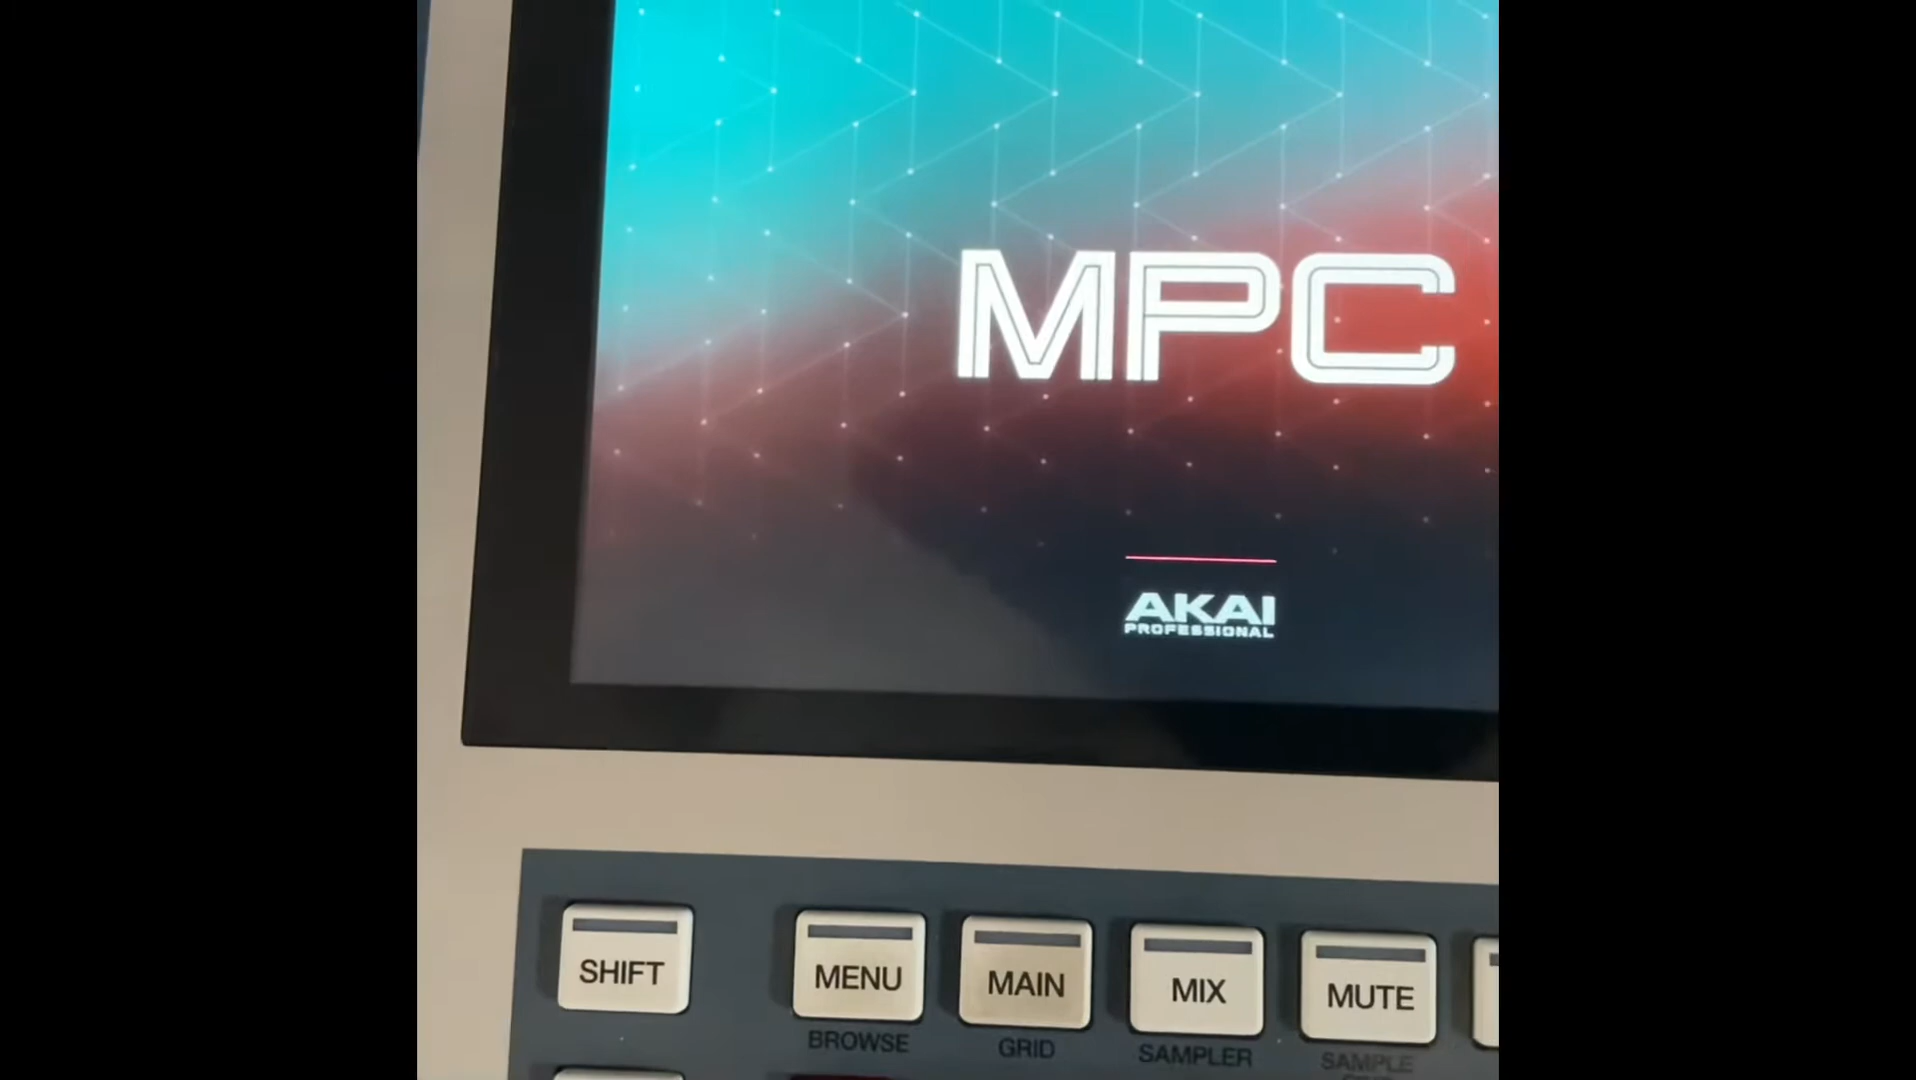 MPC
AKAI
PROFESSIONAL
SHIFT
MENU
MAIN
MIX
MUTE
BROWSE
GRID
SAMPLER
SAMPLE